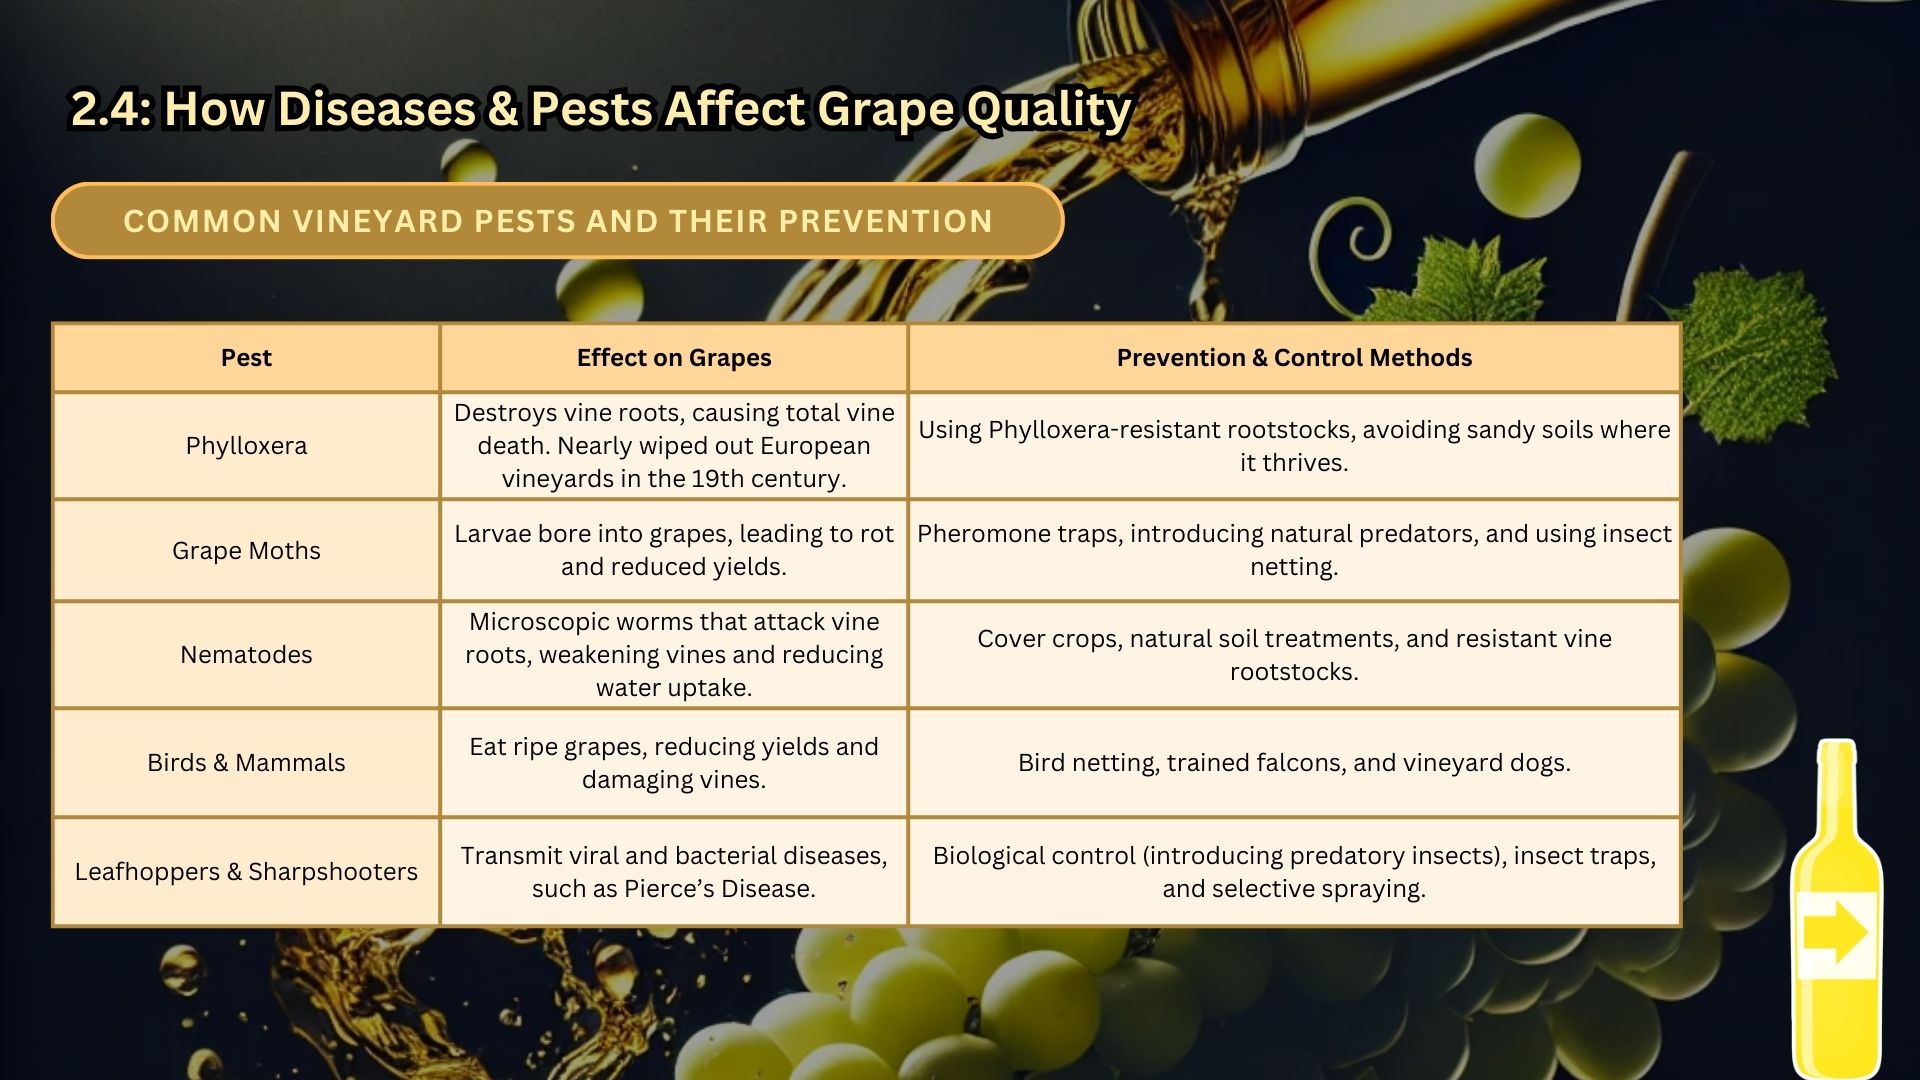 2.4: How Diseases & Pests Affect Grape Quality
COMMON VINEYARD PESTS AND THEIR PREVENTION
Pest
Effect on Grapes
Prevention & Control Methods
Phylloxera
Destroys vine roots, causing total vine
death. Nearly wiped out European
vineyards in the 19th century.
Using Phylloxera-resistant rootstocks, avoiding sandy soils where
it thrives.
Grape Moths
Larvae bore into grapes, leading to rot
and reduced yields.
Pheromone traps, introducing natural predators, and using insect
netting.
Nematodes
Microscopic worms that attack vine
roots, weakening vines and reducing
water uptake.
Cover crops, natural soil treatments, and resistant vine
rootstocks.
Birds & Mammals
Eat ripe grapes, reducing yields and
damaging vines.
Bird netting, trained falcons, and vineyard dogs.
Leafhoppers & Sharpshooters
Transmit viral and bacterial diseases,
such as Pierce’s Disease.
Biological control (introducing predatory insects), insect traps,
and selective spraying.